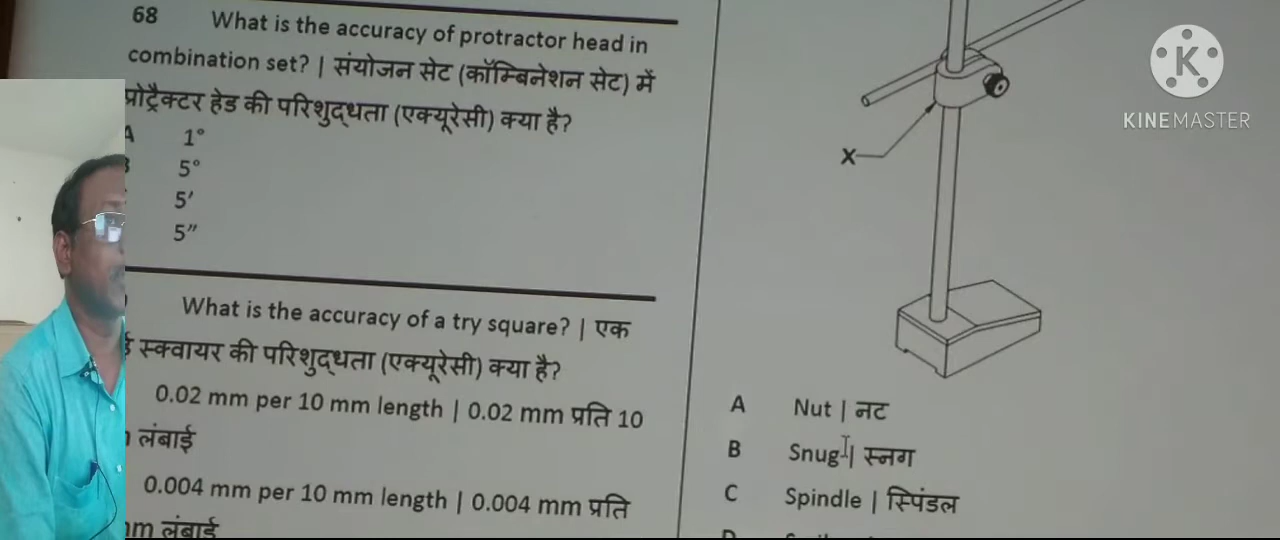 68 What is the accuracy of protractor head in
combination set? | संयोजन सेट (कॉम्बिनेशन सेट) में
प्रोट्रैक्टर हेड की परिशुद्धता (एक्यूरेसी) क्या है?
A 1°
5°
5′
5″
What is the accuracy of a try square? | एक
स्क्वायर की परिशुद्धता (एक्यूरेसी) क्या है?
0.02 mm per 10 mm length | 0.02 mm प्रति 10
लंबाई
0.004 mm per 10 mm length | 0.004 mm प्रति
mm लंबाई
X
A Nut | नट
B Snug | स्नग
C Spindle | स्पिंडल
K
KINEMASTER